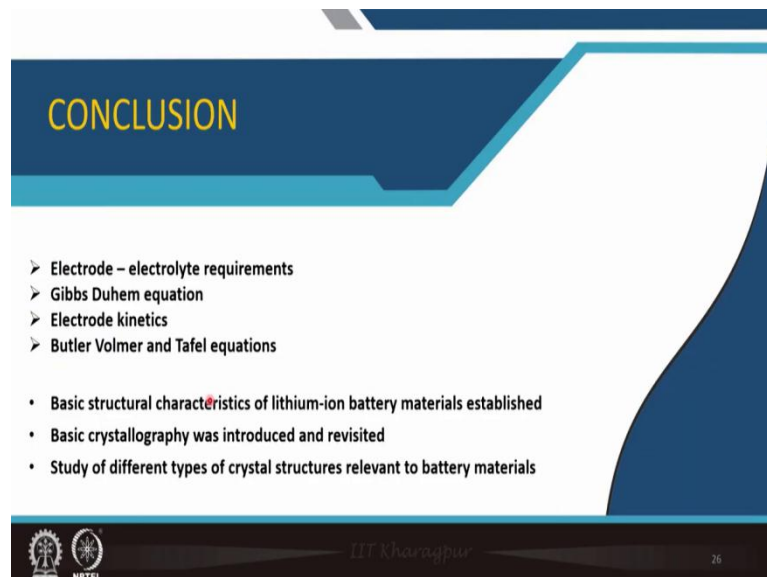 CONCLUSION
➢ Electrode – electrolyte requirements
➢ Gibbs Duhem equation
➢ Electrode kinetics
➢ Butler Volmer and Tafel equations
• Basic structural characteristics of lithium-ion battery materials established
• Basic crystallography was introduced and revisited
• Study of different types of crystal structures relevant to battery materials
NPTEL
IIT Kharagpur
26